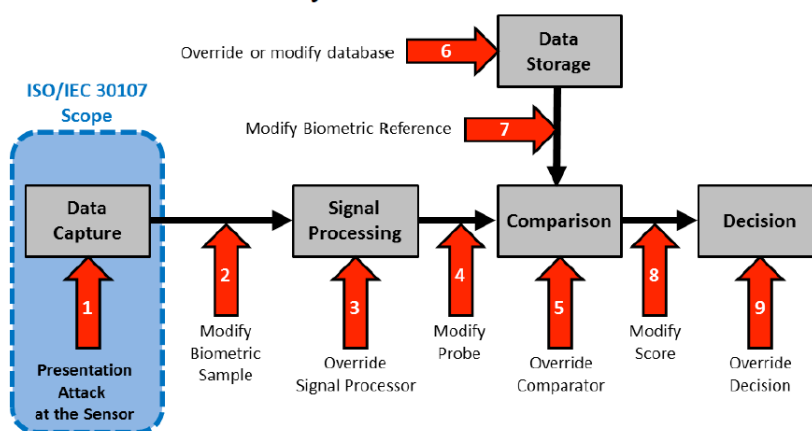 Override or modify database
6
Data
Storage
ISO/IEC 30107
Scope
Modify Biometric Reference
7
Data
Capture
Signal
Processing
Comparison
Decision
1
2
3
4
5
8
9
Presentation
Attack
at the Sensor
Modify
Biometric
Sample
Override
Signal Processor
Modify
Probe
Override
Comparator
Modify
Score
Override
Decision